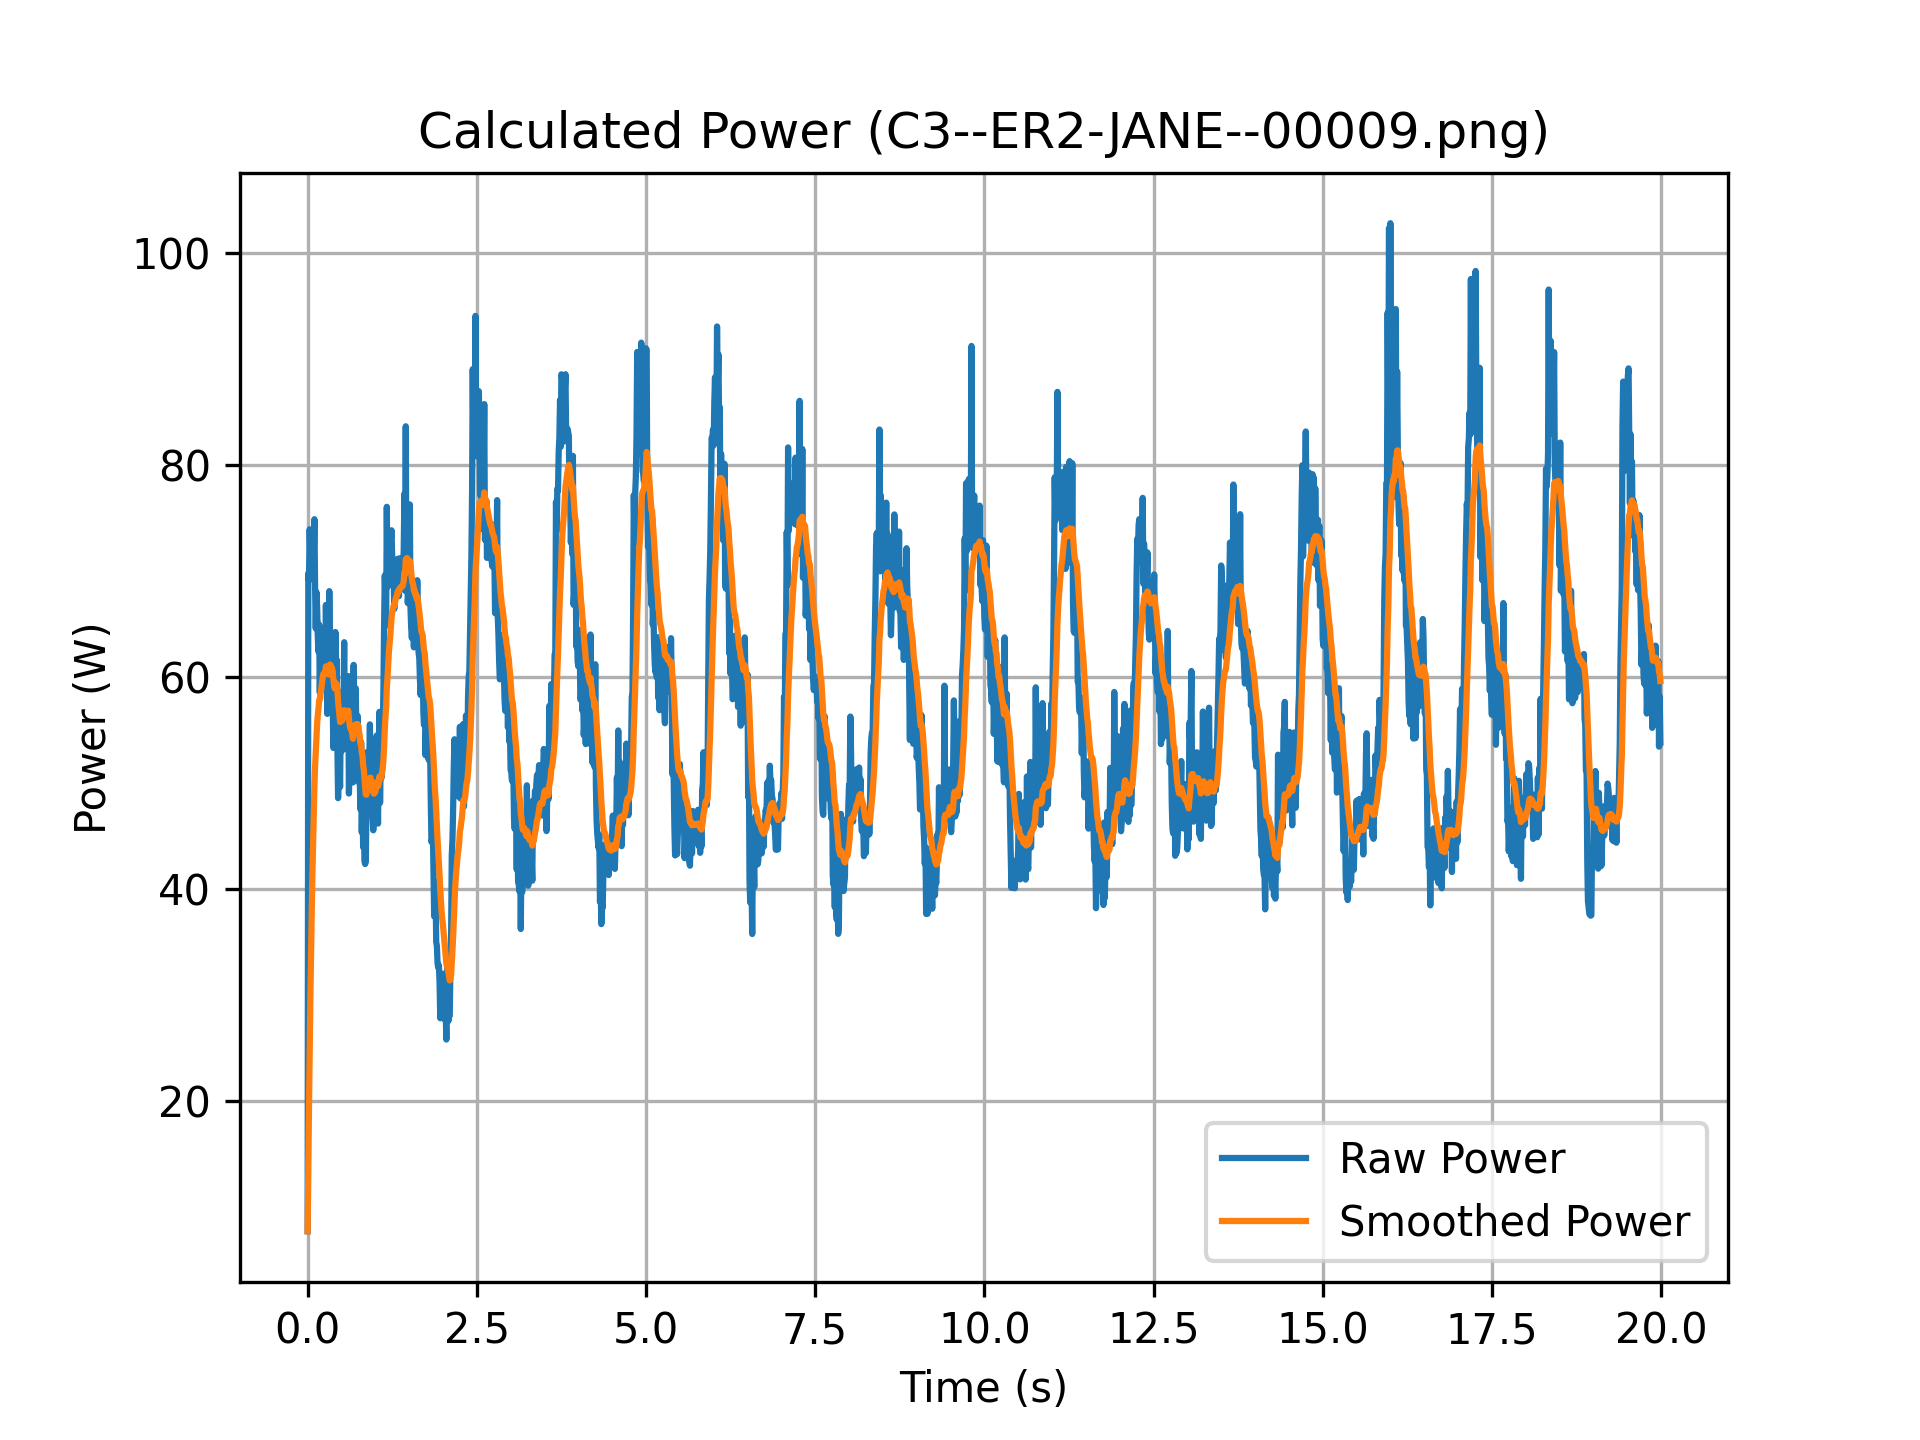 Calculated Power (C3--ER2-JANE--00009.png)
Power (W)
100
80
60
40
20
Raw Power
Smoothed Power
0.0 2.5 5.0 7.5 10.0 12.5 15.0 17.5 20.0
Time (s)